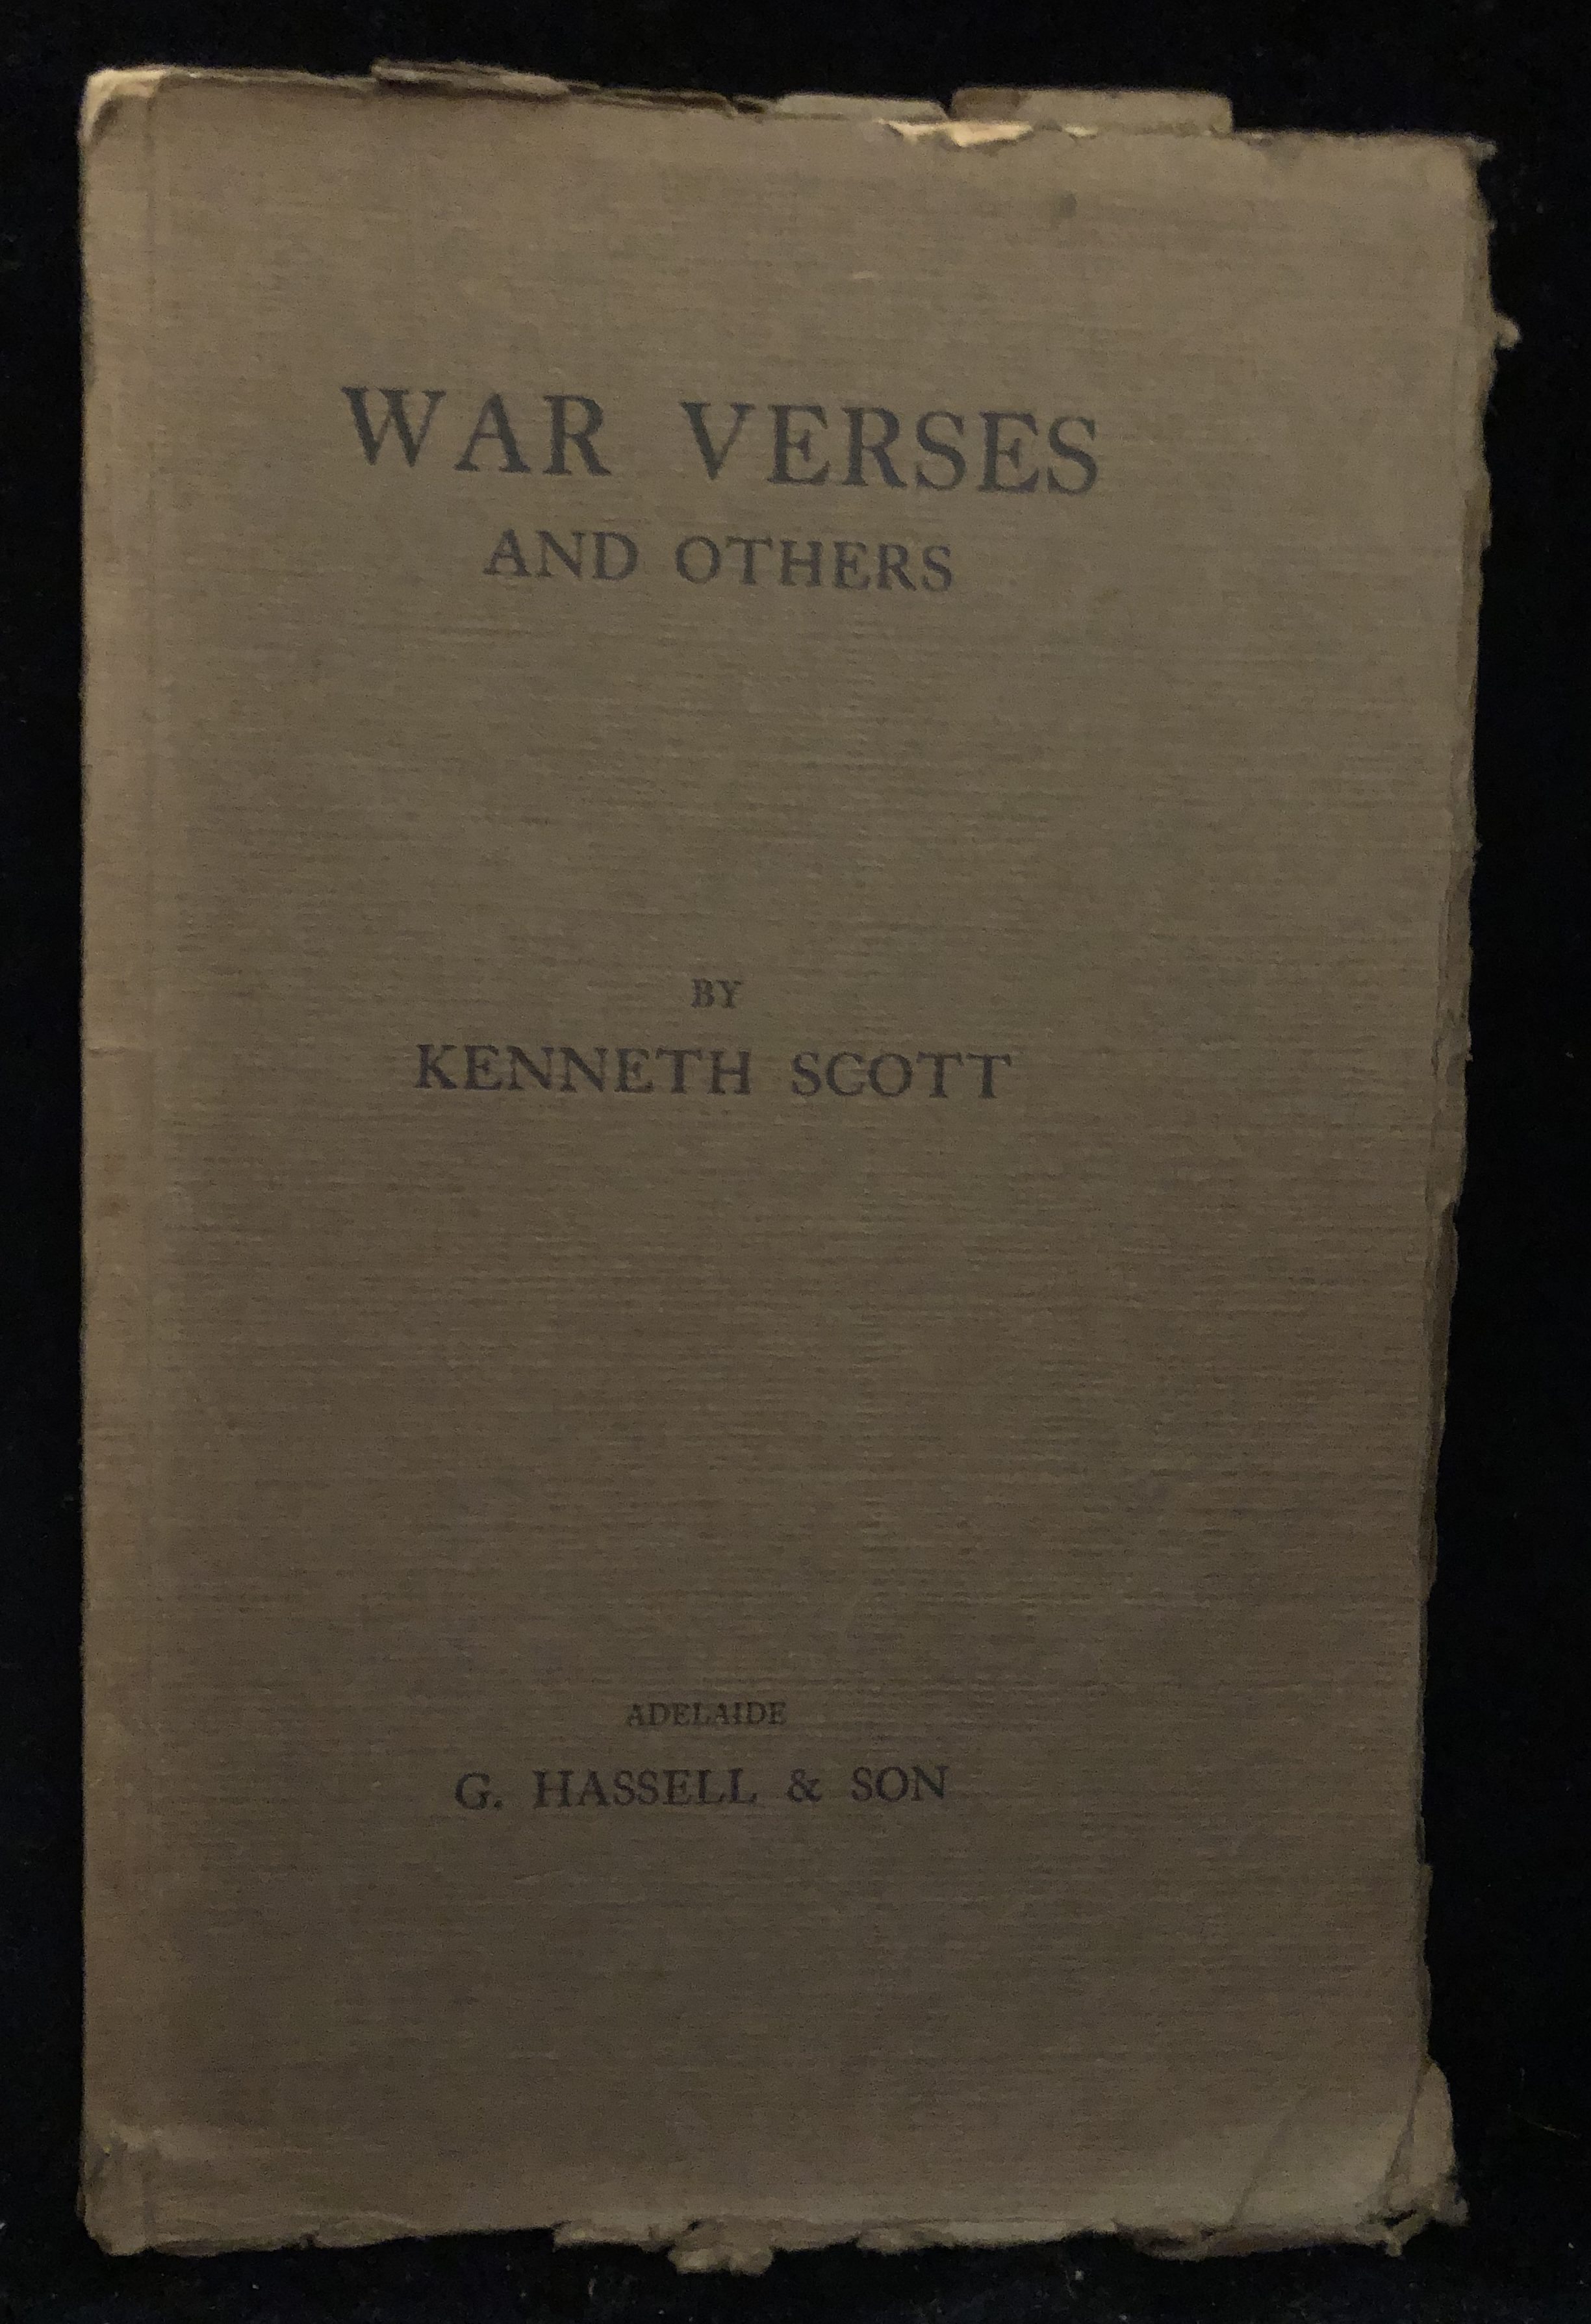 WAR VERSES
AND OTHERS
BY
KENNETH SCOTT
ADELAIDE
G. HASSELL & SON